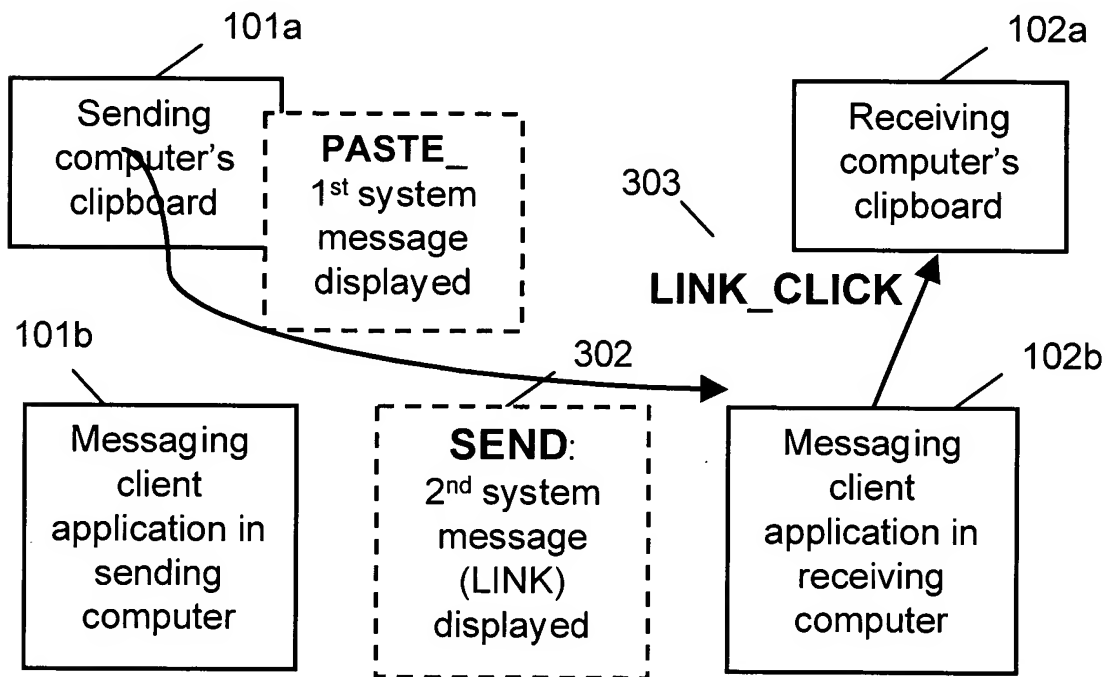 101a
Sending
computer's
clipboard
PASTE_
1st system
message
displayed
102a
Receiving
computer's
clipboard
303
LINK_CLICK
101b
Messaging
client
application in
sending
computer
302
SEND:
2nd system
message
(LINK)
displayed
102b
Messaging
client
application in
receiving
computer